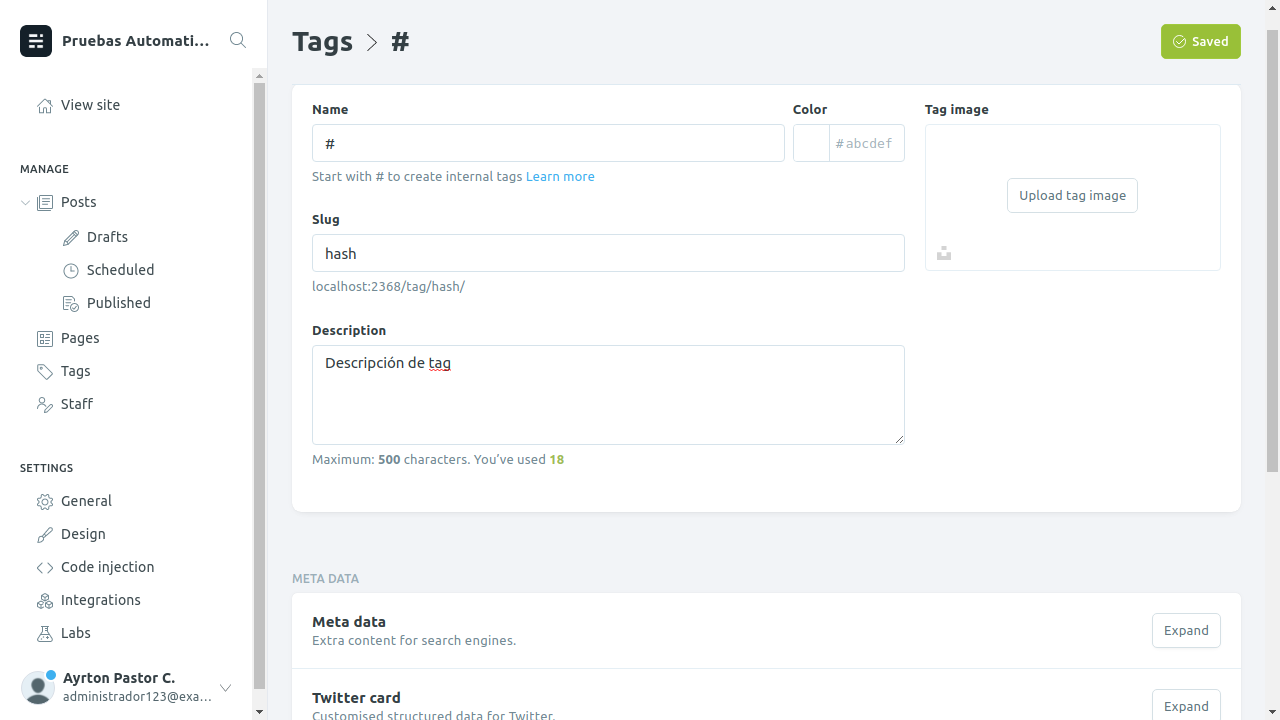 Pruebas Automati...
View site
MANAGE
Posts
Drafts
Scheduled
Published
Pages
Tags
Staff
SETTINGS
General
Design
Code injection
Integrations
Labs
Ayrton Pastor C.
administrador123@exa...
Tags > #
Saved
Name
#
Start with # to create internal tags Learn more
Color
#abcdef
Slug
hash
localhost:2368/tag/hash/
Description
Descripción de tag
Maximum: 500 characters. You've used 18
Tag image
Upload tag image
META DATA
Meta data
Extra content for search engines.
Expand
Twitter card
Customised structured data for Twitter.
Expand